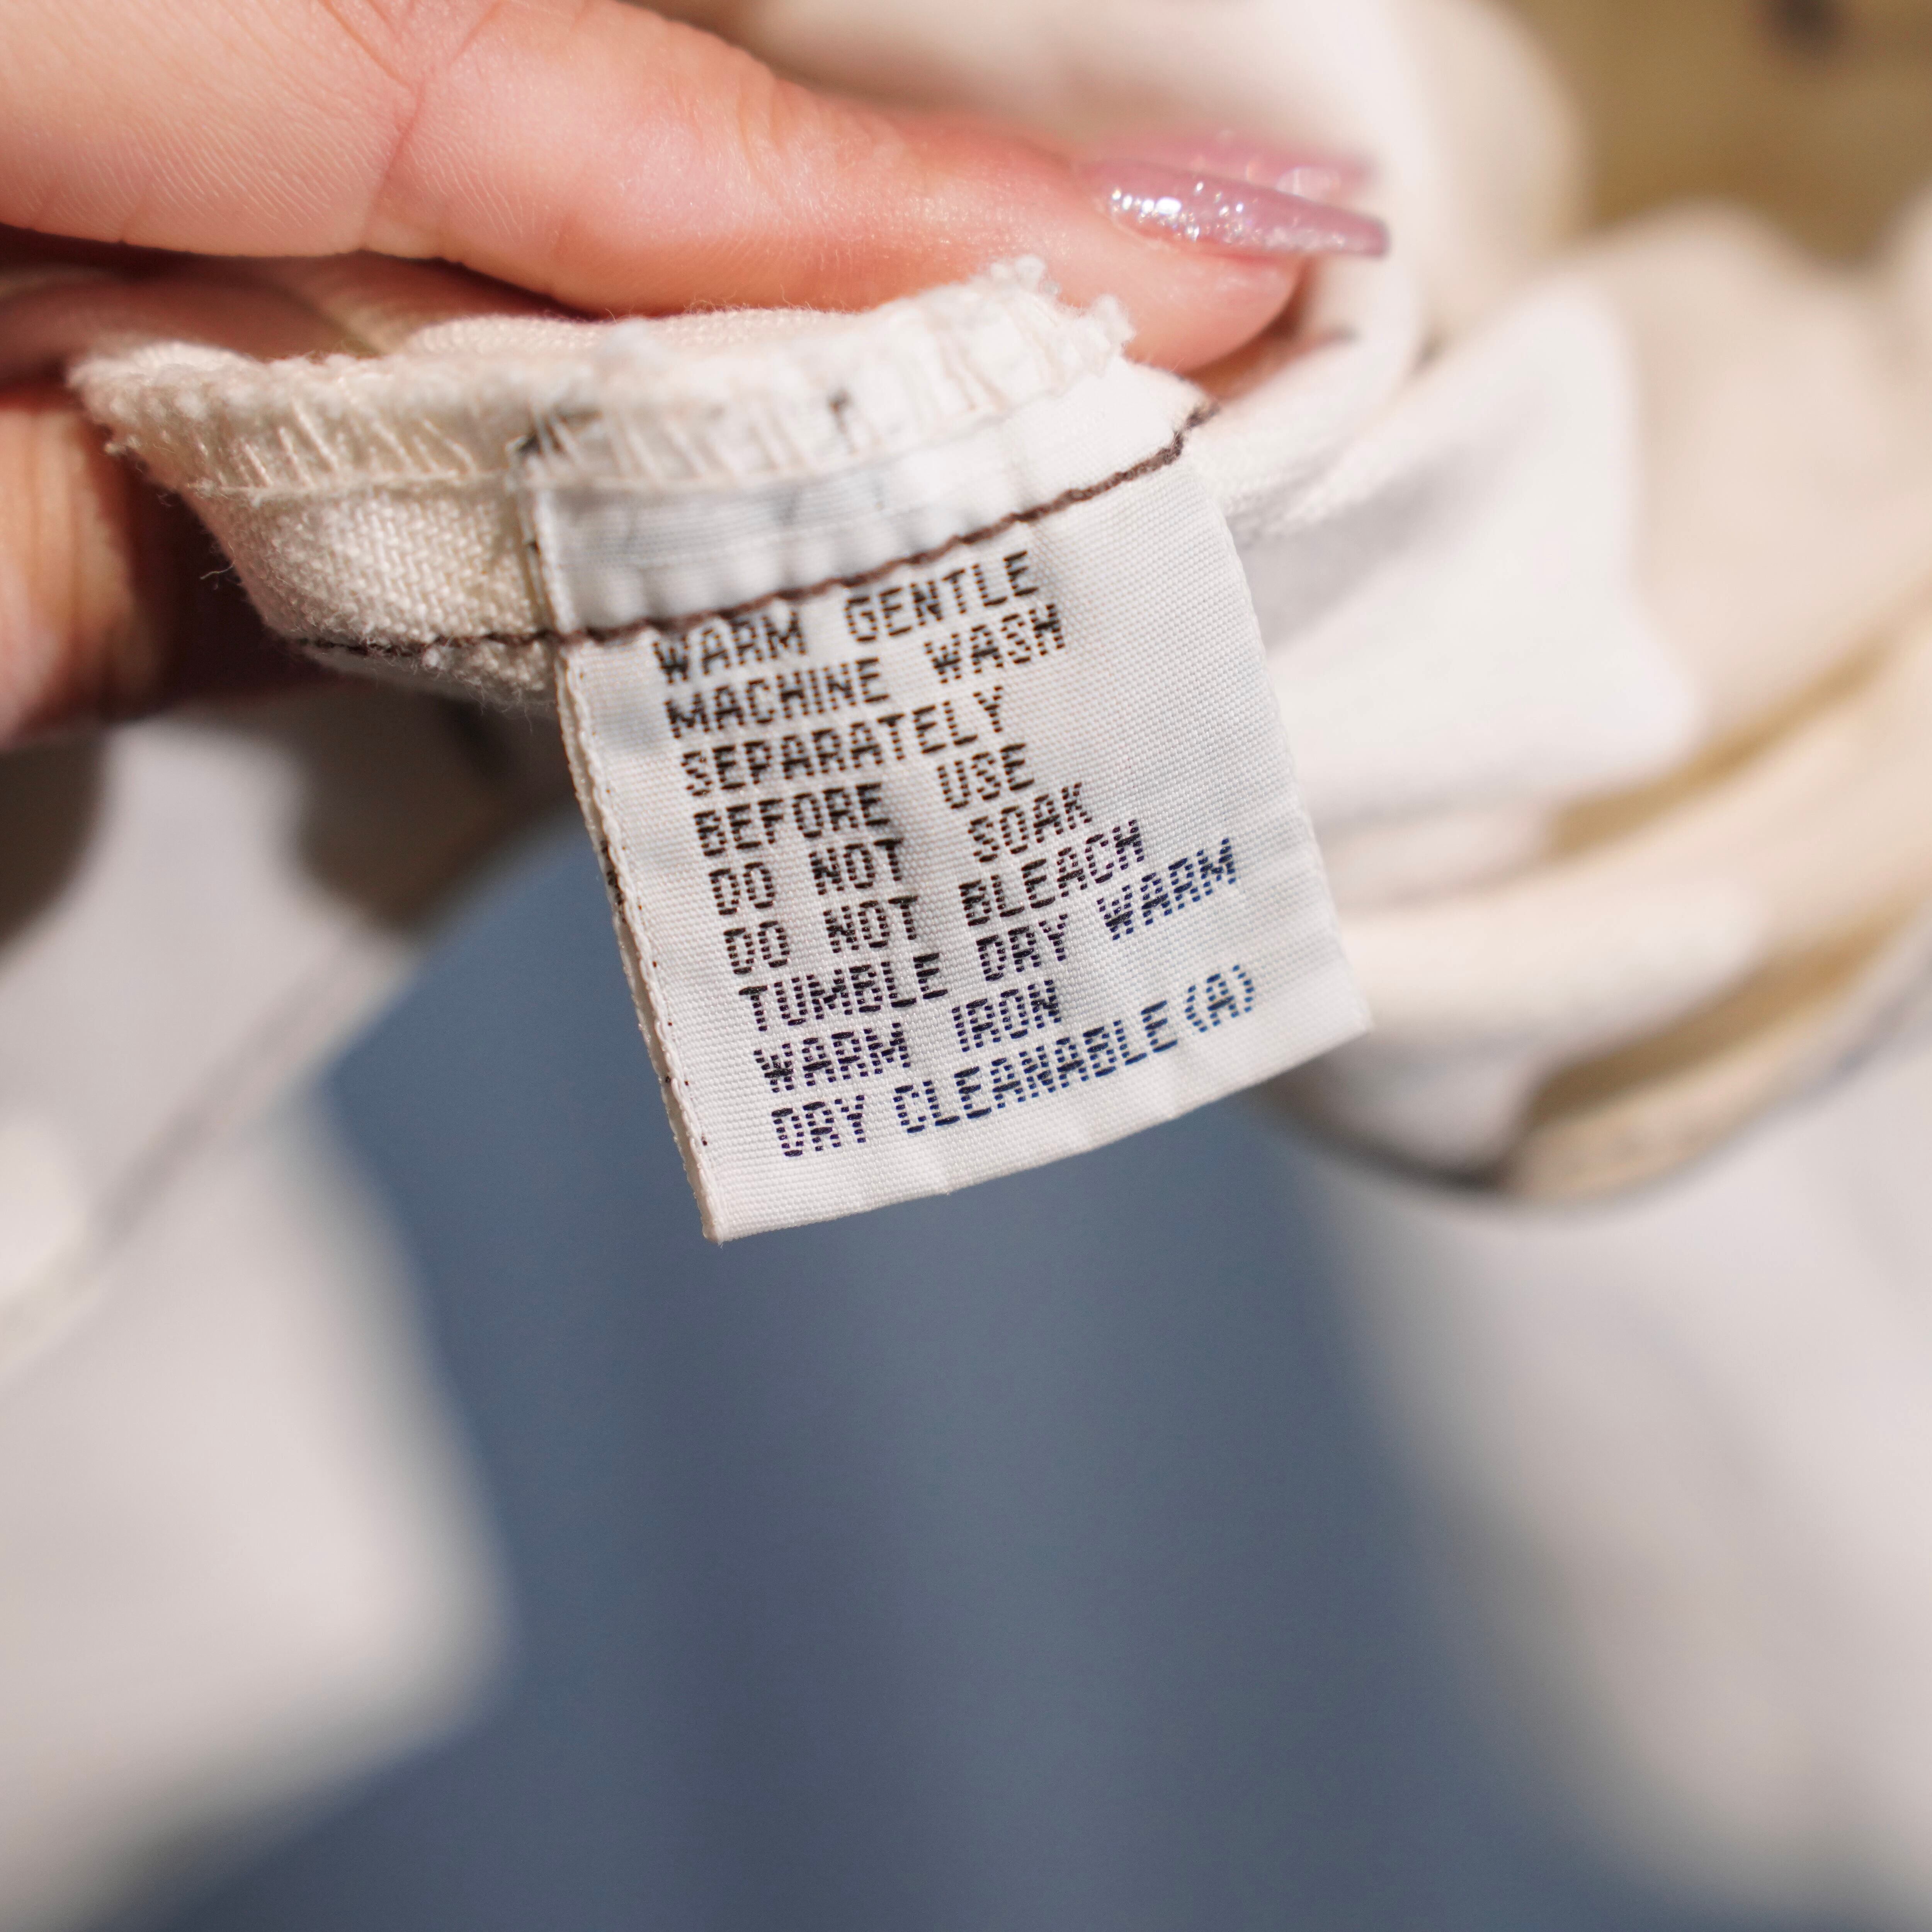 WARM GENTLE
MACHINE WASH
SEPARATELY
BEFORE USE
DO NOT SOAK
DO NOT BLEACH
TUMBLE DRY WARM
WARM IRON
DRY CLEANABLE(A)